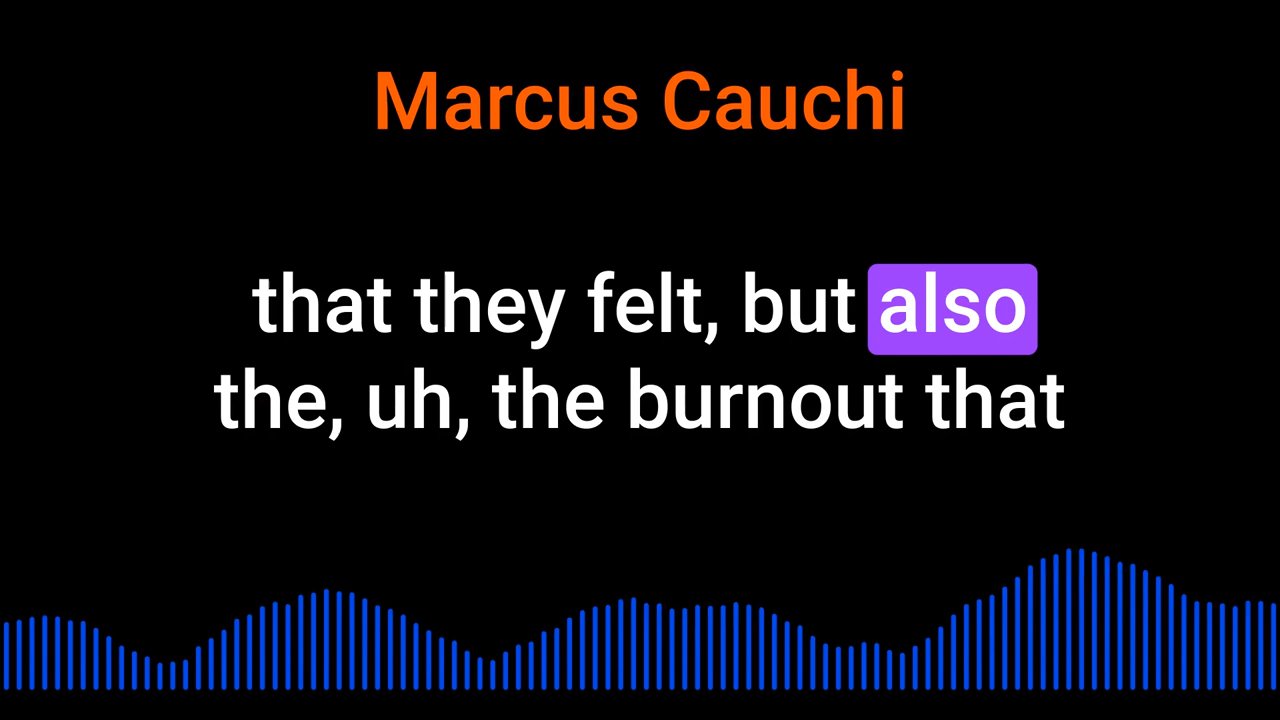 Marcus Cauchi
that they felt, but also
the, uh, the burnout that